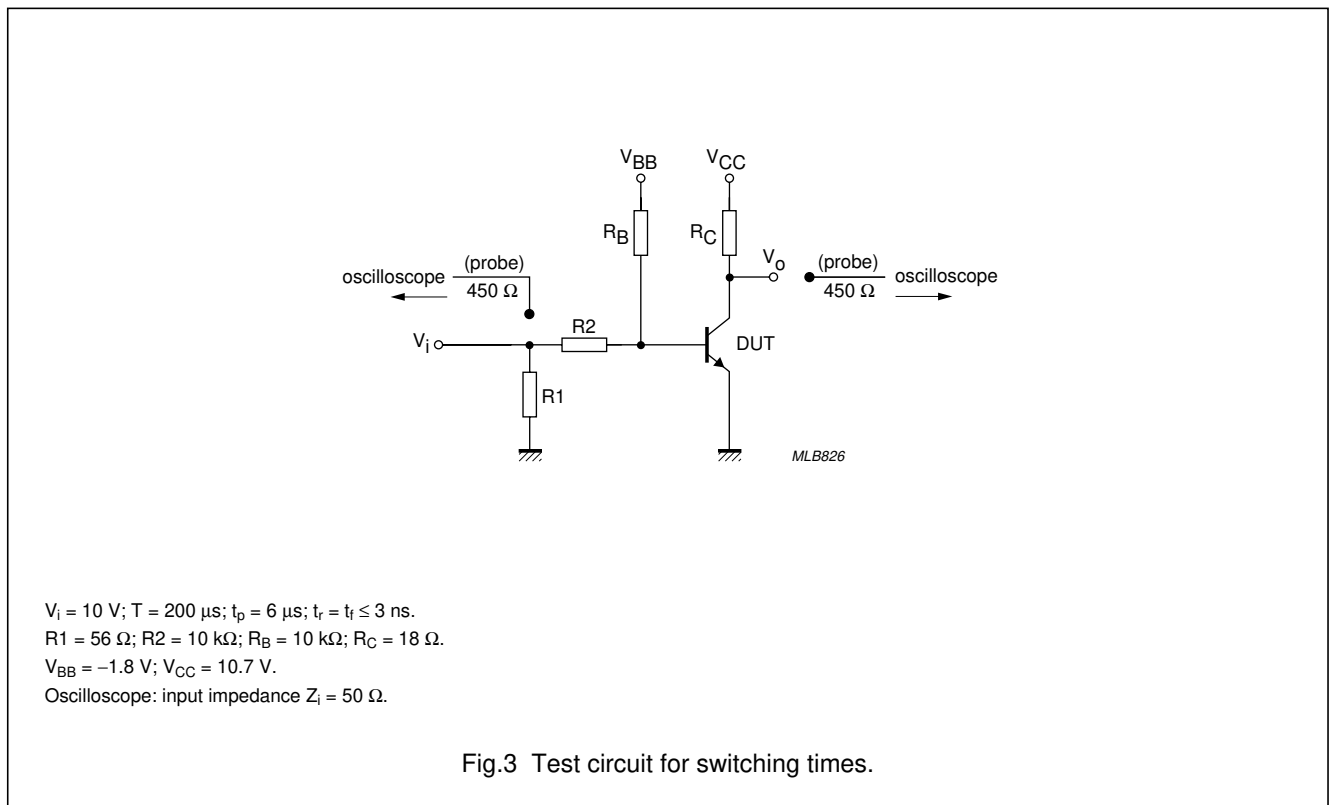 VBB
VCC
RB
RC
Vo
(probe)
oscilloscope
450 Ω
(probe)
oscilloscope
450 Ω
R2
Vi
DUT
R1
MLB826
Vi = 10 V; T = 200 μs; tp = 6 μs; tr = tf ≤ 3 ns.
R1 = 56 Ω; R2 = 10 kΩ; RB = 10 kΩ; RC = 18 Ω.
VBB = −1.8 V; VCC = 10.7 V.
Oscilloscope: input impedance Zi = 50 Ω.
Fig.3 Test circuit for switching times.